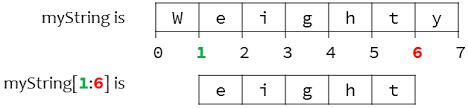 myString is W e i g h t y
0 1 2 3 4 5 6 7
myString[1:6] is e i g h t